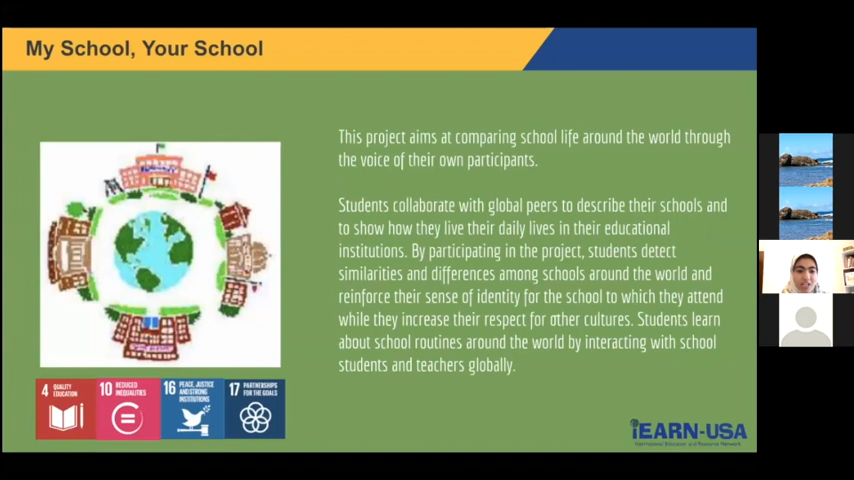 My School, Your School
This project aims at comparing school life around the world through
the voice of their own participants.
Students collaborate with global peers to describe their schools and
to show how they live their daily lives in their educational
institutions. By participating in the project, students detect
similarities and differences among schools around the world and
reinforce their sense of identity for the school to which they attend
while they increase their respect for other cultures. Students learn
about school routines around the world by interacting with school
students and teachers globally.
4 QUALITY
EDUCATION
10 REDUCED
INEQUALITIES
16 PEACE, JUSTICE
AND STRONG
INSTITUTIONS
17 PARTNERSHIPS
FOR THE GOALS
iEARN-USA
International Education and Resource Network